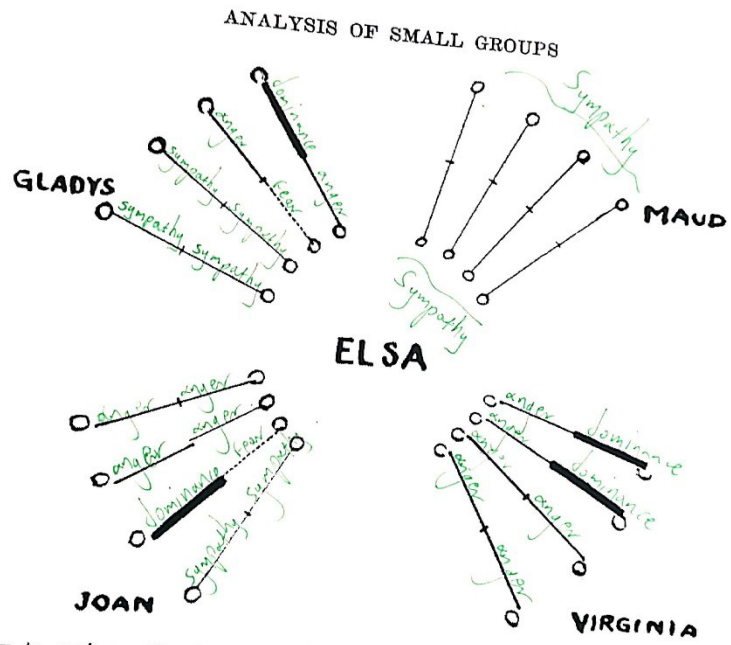 ANALYSIS OF SMALL GROUPS
dominance
anger
anger
fear
sympathy
sympathy
sympathy
sympathy
GLADYS
Sympathy
Sympathy
MAUD
ELSA
anger
anger
anger
anger
dominance
fear
sympathy
sympathy
JOAN
anger
dominance
anger
dominance
anger
anger
anger
anger
VIRGINIA